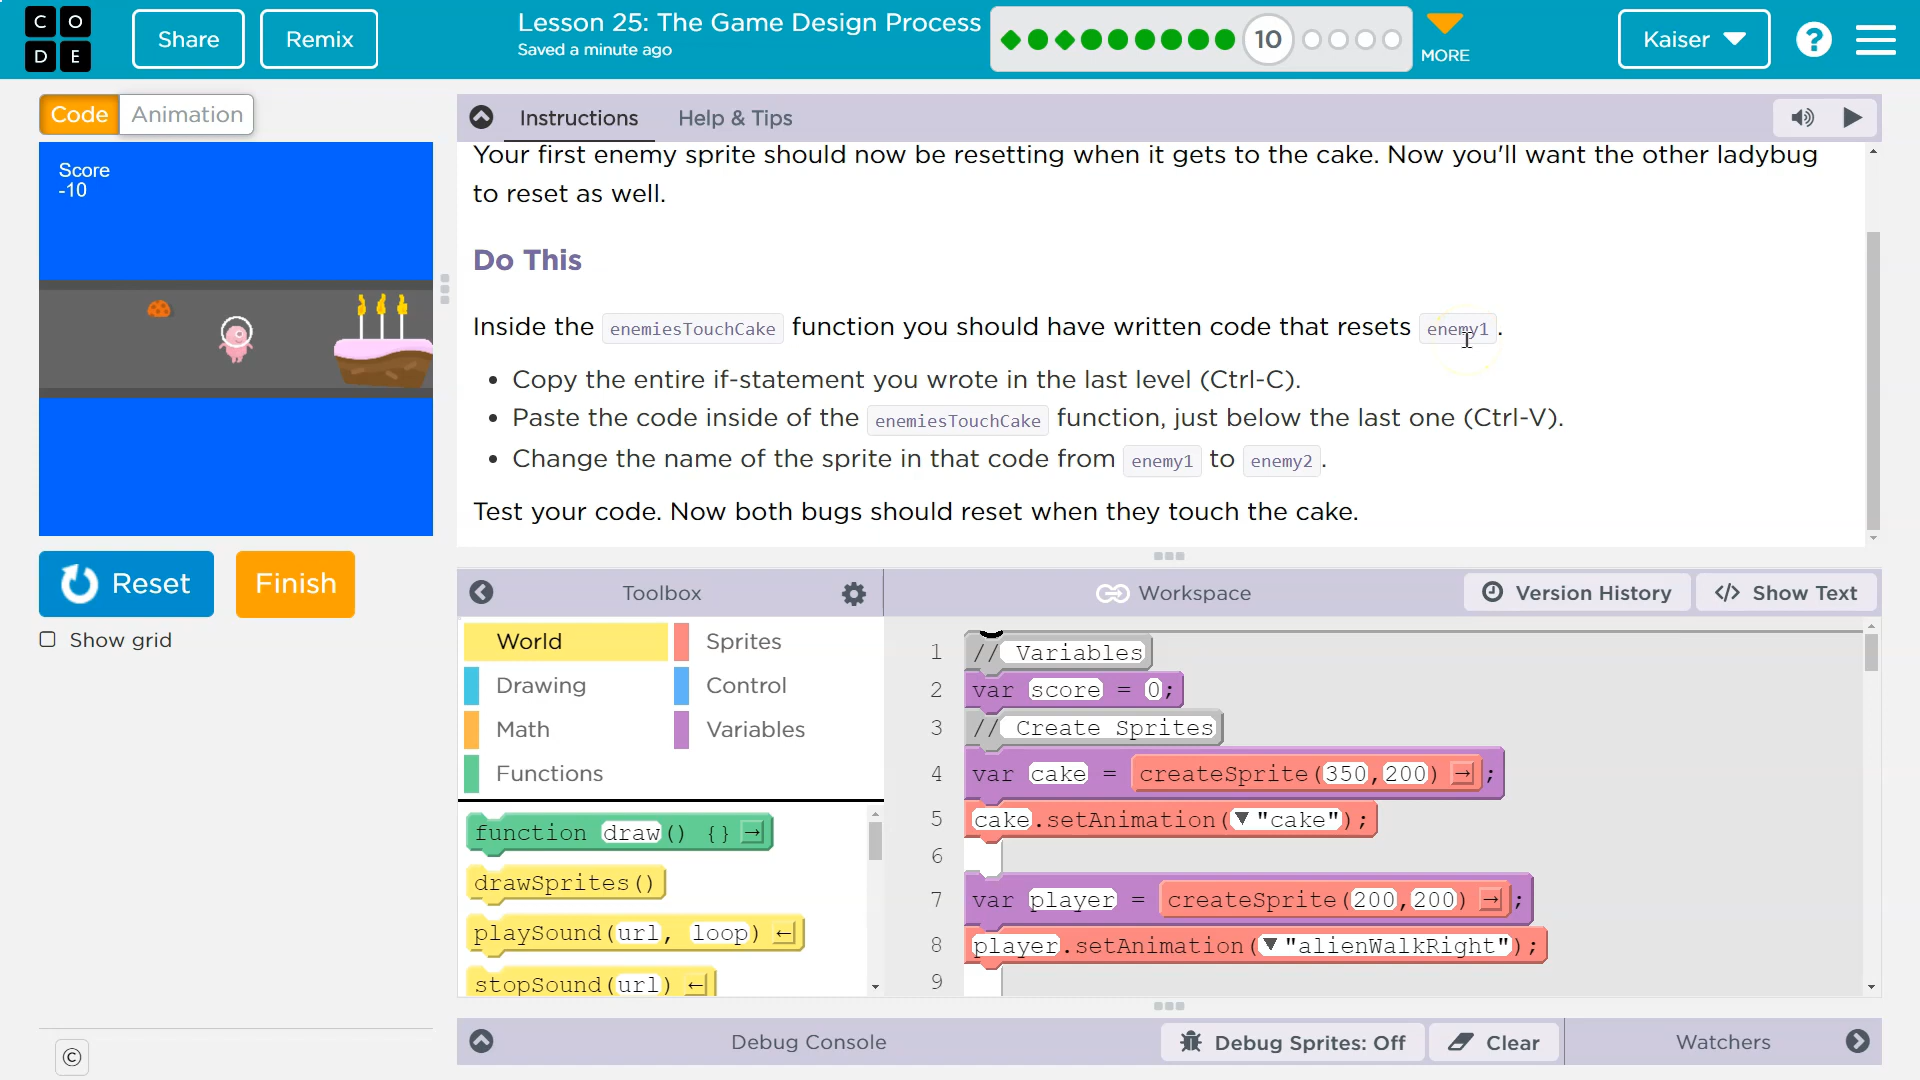 C O
D E
Share
Remix
Lesson 25: The Game Design Process
Saved a minute ago
10
MORE
Kaiser
?
Code
Animation
Score
-10
Reset
Finish
Show grid
©
Instructions
Help & Tips
Your first enemy sprite should now be resetting when it gets to the cake. Now you'll want the other ladybug
to reset as well.
Do This
Inside the enemiesTouchCake function you should have written code that resets enemy1.
• Copy the entire if-statement you wrote in the last level (Ctrl-C).
• Paste the code inside of the enemiesTouchCake function, just below the last one (Ctrl-V).
• Change the name of the sprite in that code from enemy1 to enemy2.
Test your code. Now both bugs should reset when they touch the cake.
Toolbox
Workspace
Version History
</> Show Text
World
Sprites
Drawing
Control
Math
Variables
Functions
function draw() {} →
drawSprites()
playSound(url, loop) ←
stopSound(url) ←
1 // Variables
2 var score = 0;
3 // Create Sprites
4 var cake = createSprite(350,200) →;
5 cake.setAnimation(▼ "cake");
6
7 var player = createSprite(200,200) →;
8 player.setAnimation(▼ "alienWalkRight");
9
Debug Console
Debug Sprites: Off
Clear
Watchers